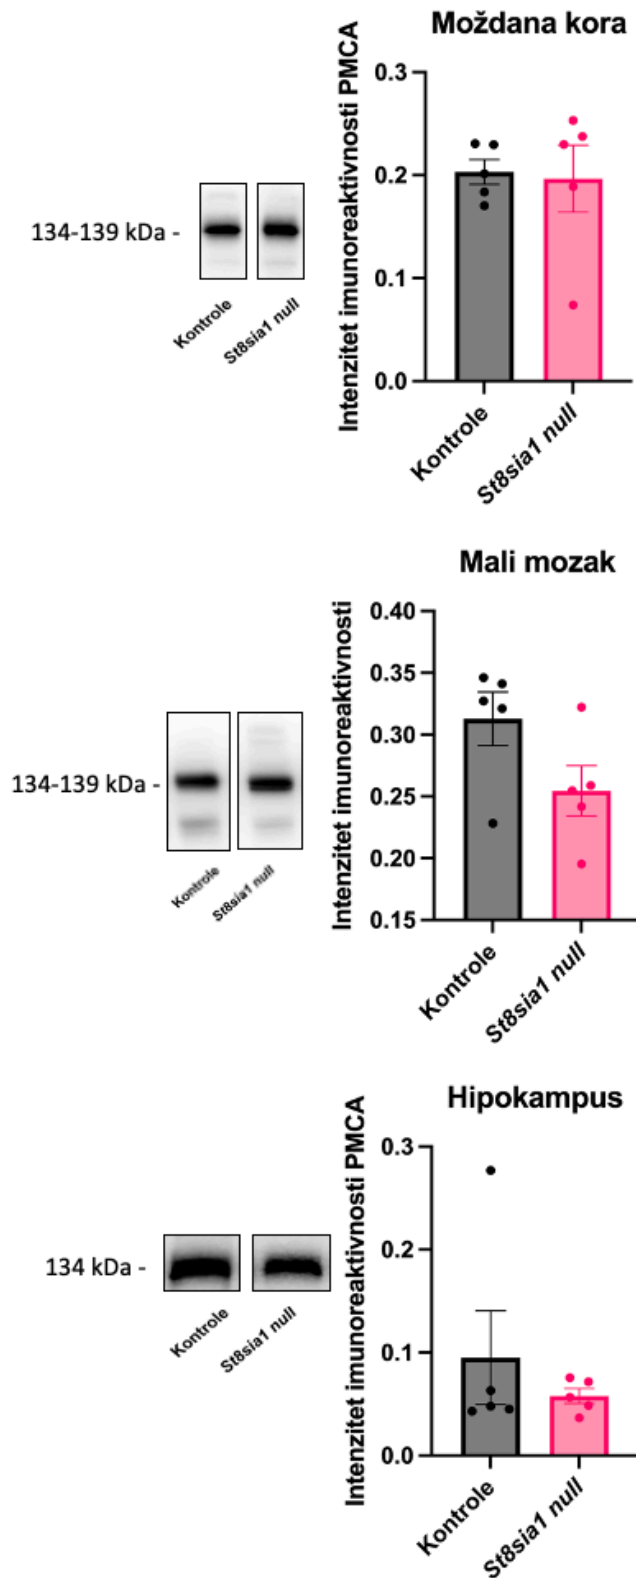 Moždana kora
Intenzitet imunoreaktivnosti PMCA
0.3
0.2
0.1
0.0
134-139 kDa -
Kontrole
St8sia1 null
Kontrole
St8sia1 null
Mali mozak
Intenzitet imunoreaktivnosti
0.40
0.35
0.30
0.25
0.20
0.15
134-139 kDa -
Kontrole
St8sia1 null
Kontrole
St8sia1 null
Hipokampus
Intenzitet imunoreaktivnosti PMCA
0.3
0.2
0.1
0.0
134 kDa -
Kontrole
St8sia1 null
Kontrole
St8sia1 null